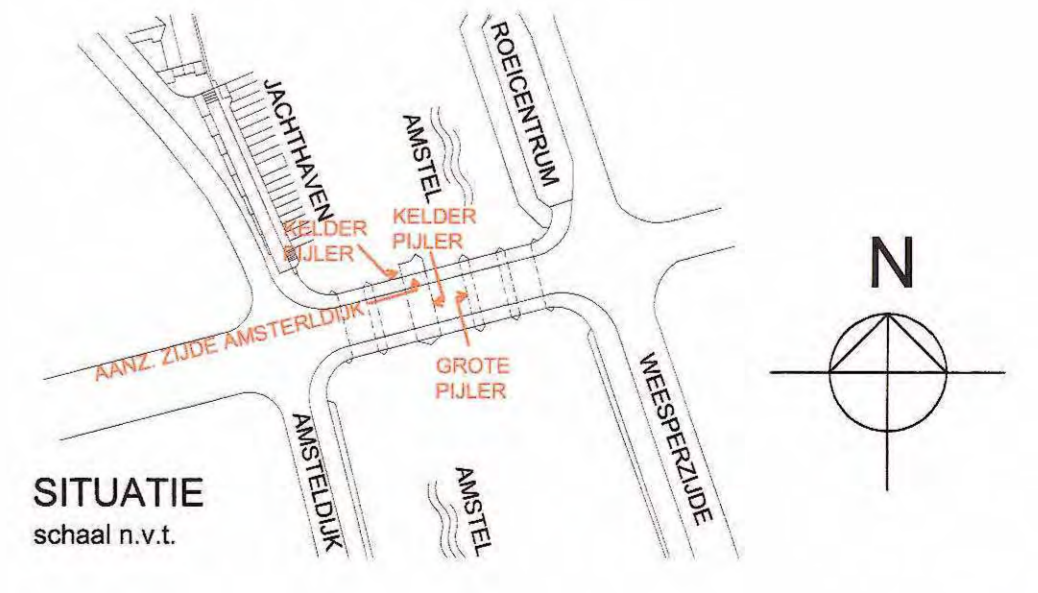 JACHTHAVEN
AMSTEL
ROEICENTRUM
KELDER
PIJLER
KELDER
PIJLER
AANZ. ZIJDE AMSTERLDIJK
GROTE
PIJLER
N
AMSTELDIJK
AMSTEL
WEESPERZIJDE
SITUATIE
schaal n.v.t.